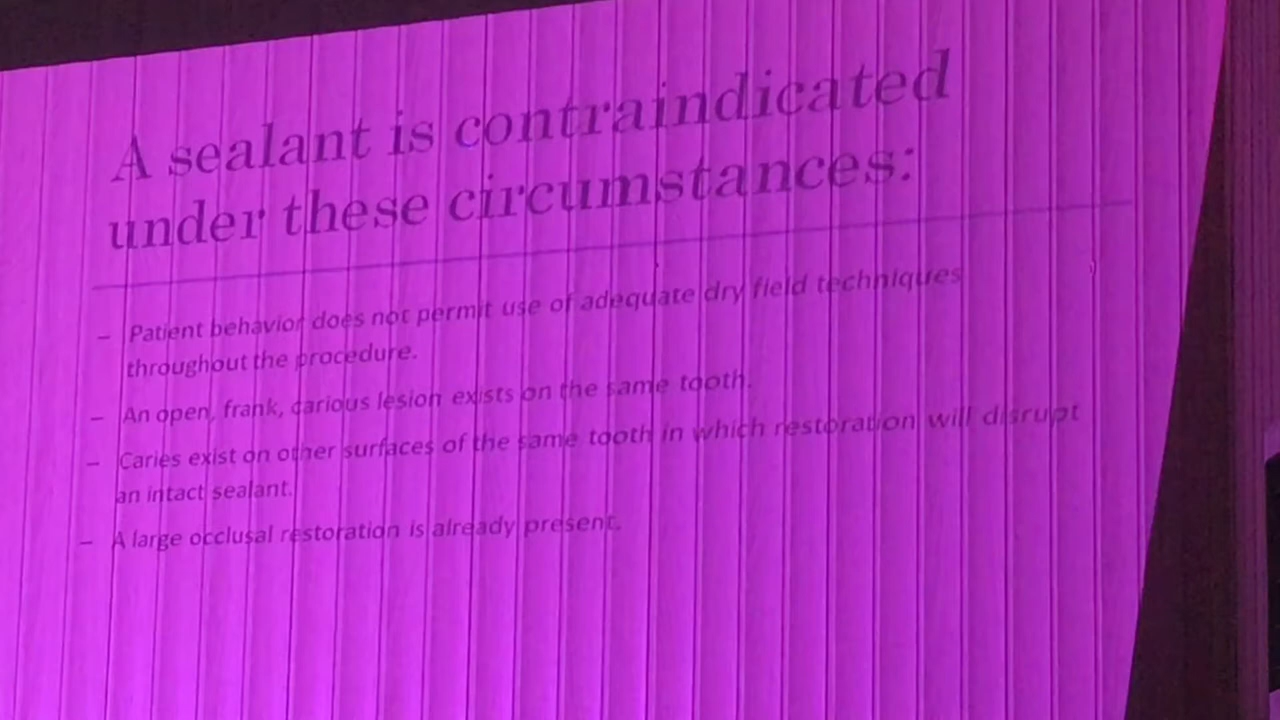 A sealant is contraindicated
under these circumstances:
– Patient behavior does not permit use of adequate dry field techniques
throughout the procedure.
– An open, frank, carious lesion exists on the same tooth.
– Caries exist on other surfaces of the same tooth in which restoration will disrupt
an intact sealant.
– A large occlusal restoration is already present.